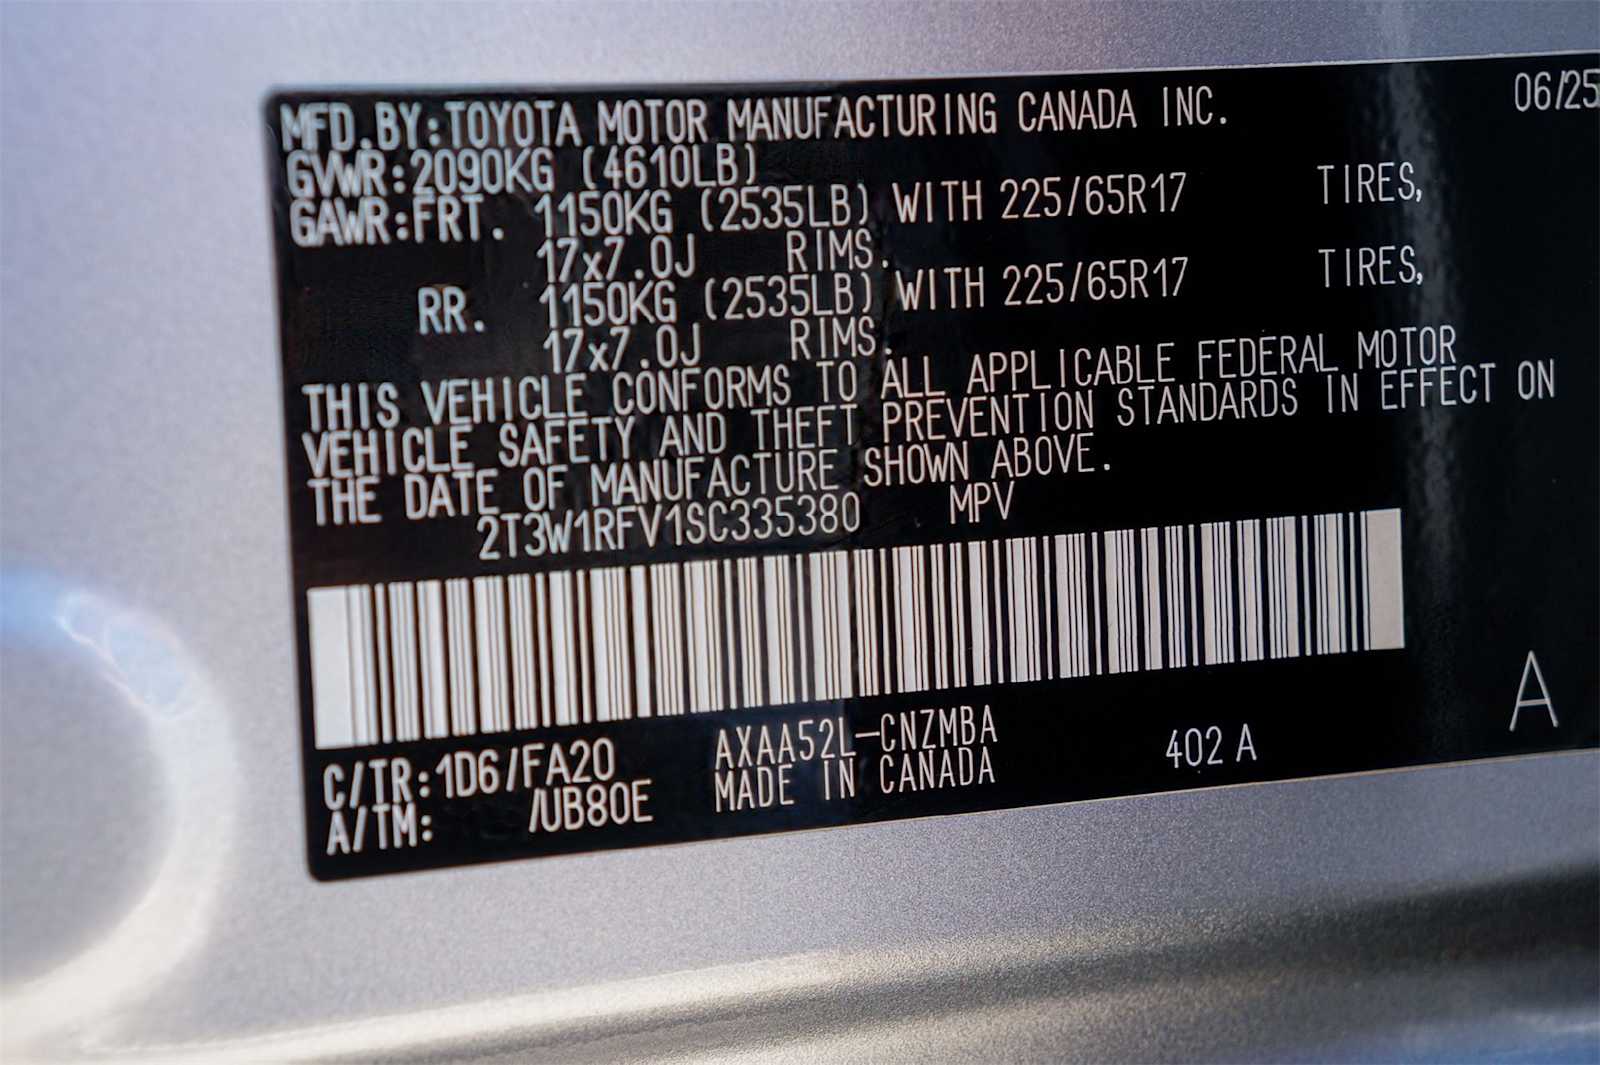 MFD.BY:TOYOTA MOTOR MANUFACTURING CANADA INC. 06/25
GVWR:2090KG (4610LB)
GAWR:FRT. 1150KG (2535LB) WITH 225/65R17 TIRES,
17x7.0J RIMS.
RR. 1150KG (2535LB) WITH 225/65R17 TIRES,
17x7.0J RIMS.
THIS VEHICLE CONFORMS TO ALL APPLICABLE FEDERAL MOTOR
VEHICLE SAFETY AND THEFT PREVENTION STANDARDS IN EFFECT ON
THE DATE OF MANUFACTURE SHOWN ABOVE.
2T3W1RFV1SC335380 MPV
A
C/TR:1D6/FA20 AXAA52L-CNZMBA 402 A
A/TM: /UB80E MADE IN CANADA